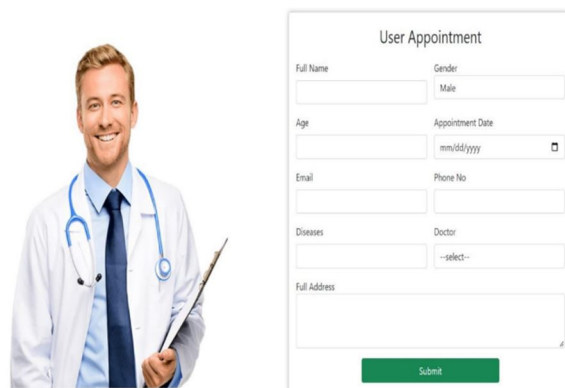 User Appointment
Full Name
Gender
Male
Age
Appointment Date
mm/dd/yyyy
Email
Phone No
Diseases
Doctor
--select--
Full Address
Submit